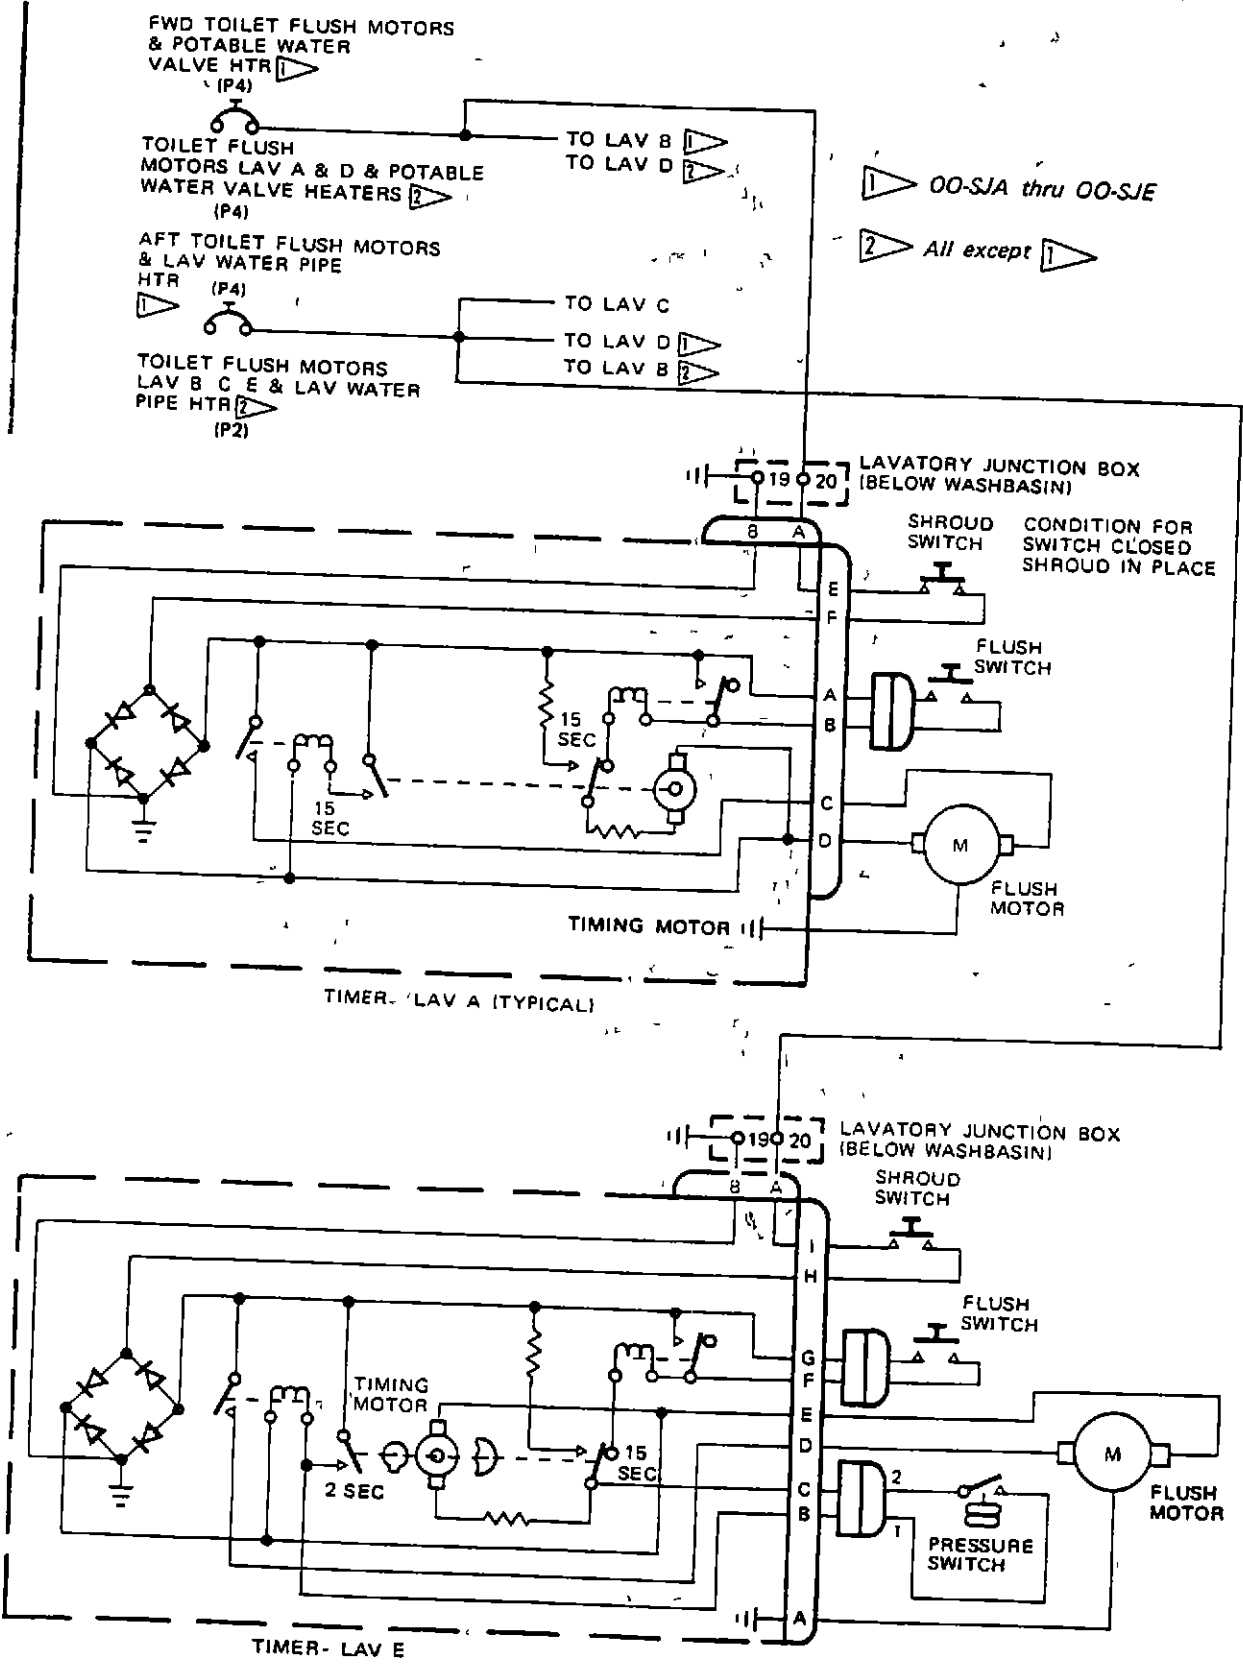 FWD TOILET FLUSH MOTORS
& POTABLE WATER
VALVE HTR 1
(P4)
TO LAV B 1
TO LAV D 2
TOILET FLUSH
MOTORS LAV A & D & POTABLE
WATER VALVE HEATERS 2
(P4)
1 OO-SJA thru OO-SJE
2 All except 1
AFT TOILET FLUSH MOTORS
& LAV WATER PIPE
HTR
1
(P4)
TO LAV C
TO LAV D 1
TO LAV B 2
TOILET FLUSH MOTORS
LAV B C E & LAV WATER
PIPE HTR 2
(P2)
19 20
LAVATORY JUNCTION BOX
(BELOW WASHBASIN)
B A
SHROUD
SWITCH
CONDITION FOR
SWITCH CLOSED
SHROUD IN PLACE
E
F
FLUSH
SWITCH
A
B
15
SEC
15
SEC
C
D
M
FLUSH
MOTOR
TIMING MOTOR
TIMER- LAV A (TYPICAL)
19 20
LAVATORY JUNCTION BOX
(BELOW WASHBASIN)
B A
SHROUD
SWITCH
I
H
FLUSH
SWITCH
G
F
TIMING
MOTOR
E
D
M
15
SEC
2 SEC
C
B
2
1
FLUSH
MOTOR
PRESSURE
SWITCH
A
TIMER- LAV E